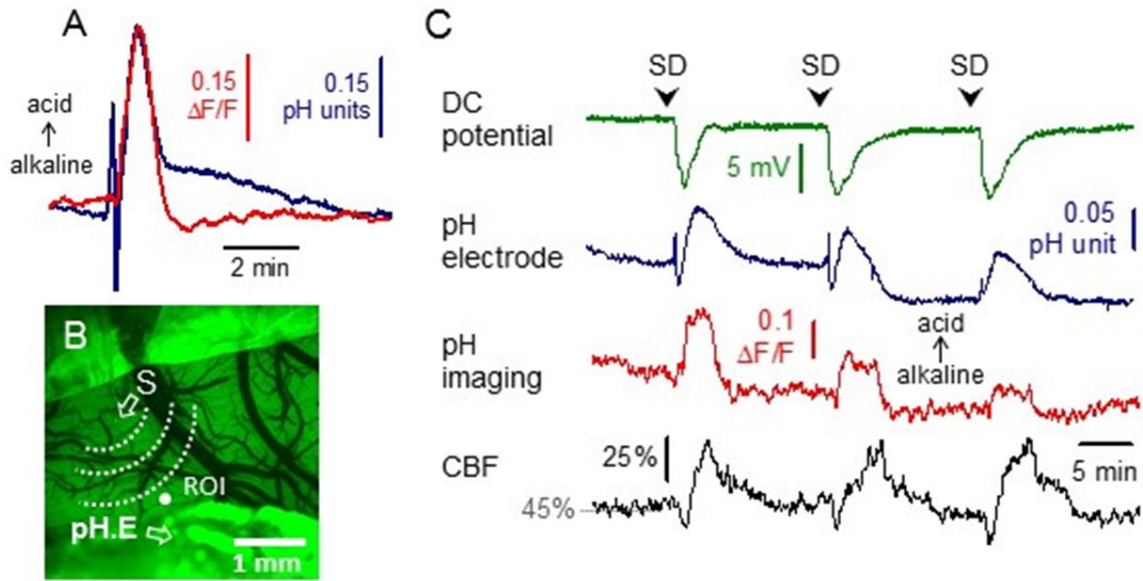 A
acid
alkaline
0.15
ΔF/F
0.15
pH units
2 min
B
S
ROI
pH.E
1 mm
C
SD
SD
SD
DC
potential
5 mV
pH
electrode
0.05
pH unit
pH
imaging
0.1
ΔF/F
acid
alkaline
CBF
25%
45%
5 min